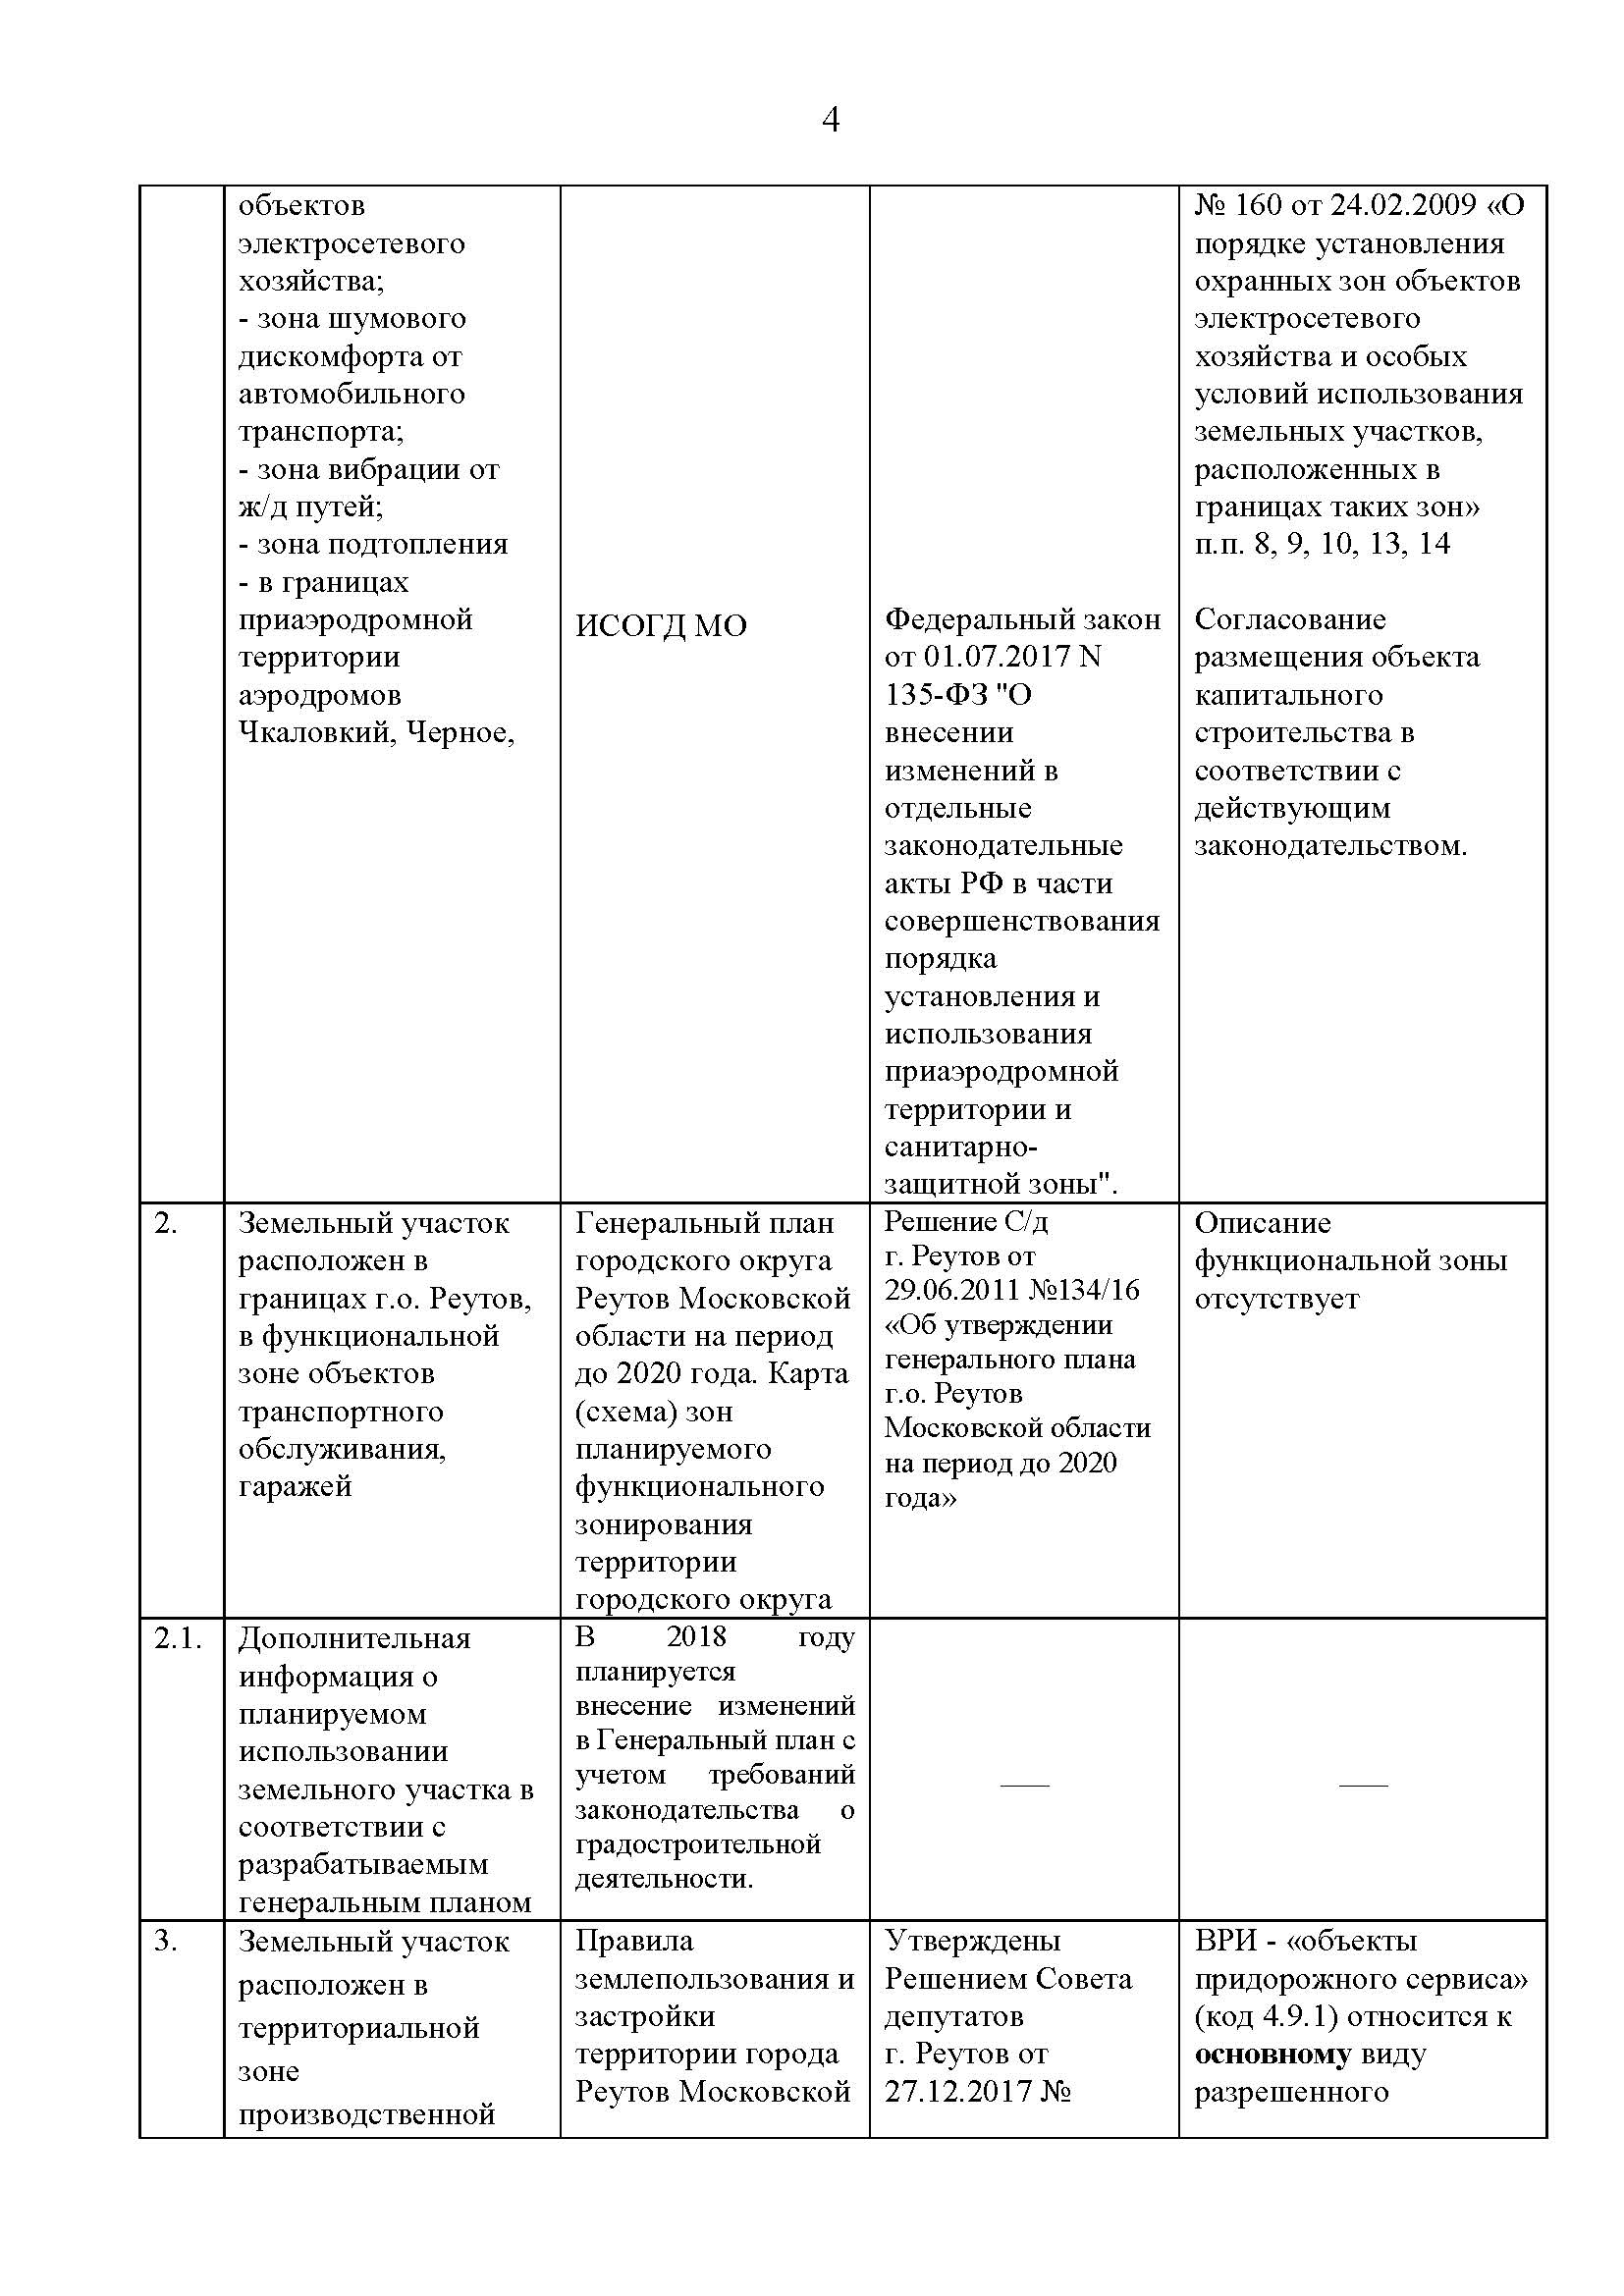 4
объектов
электросетевого
хозяйства;
- зона шумового
дискомфорта от
автомобильного
транспорта;
- зона вибрации от
ж/д путей;
- зона подтопления
- в границах
приаэродромной
территории
аэродромов
Чкаловкий, Черное,
ИСОГД МО
Федеральный закон
от 01.07.2017 N
135-ФЗ "О
внесении
изменений в
отдельные
законодательные
акты РФ в части
совершенствования
порядка
установления и
использования
приаэродромной
территории и
санитарно-
защитной зоны".
№ 160 от 24.02.2009 «О
порядке установления
охранных зон объектов
электросетевого
хозяйства и особых
условий использования
земельных участков,
расположенных в
границах таких зон»
п.п. 8, 9, 10, 13, 14
Согласование
размещения объекта
капитального
строительства в
соответствии с
действующим
законодательством.
2.
Земельный участок
расположен в
границах г.о. Реутов,
в функциональной
зоне объектов
транспортного
обслуживания,
гаражей
Генеральный план
городского округа
Реутов Московской
области на период
до 2020 года. Карта
(схема) зон
планируемого
функционального
зонирования
территории
городского округа
Решение С/д
г. Реутов от
29.06.2011 №134/16
«Об утверждении
генерального плана
г.о. Реутов
Московской области
на период до 2020
года»
Описание
функциональной зоны
отсутствует
2.1.
Дополнительная
информация о
планируемом
использовании
земельного участка в
соответствии с
разрабатываемым
генеральным планом
В 2018 году
планируется
внесение изменений
в Генеральный план с
учетом требований
законодательства о
градостроительной
деятельности.
___
___
3.
Земельный участок
расположен в
территориальной
зоне
производственной
Правила
землепользования и
застройки
территории города
Реутов Московской
Утверждены
Решением Совета
депутатов
г. Реутов от
27.12.2017 №
ВРИ - «объекты
придорожного сервиса»
(код 4.9.1) относится к
основному виду
разрешенного